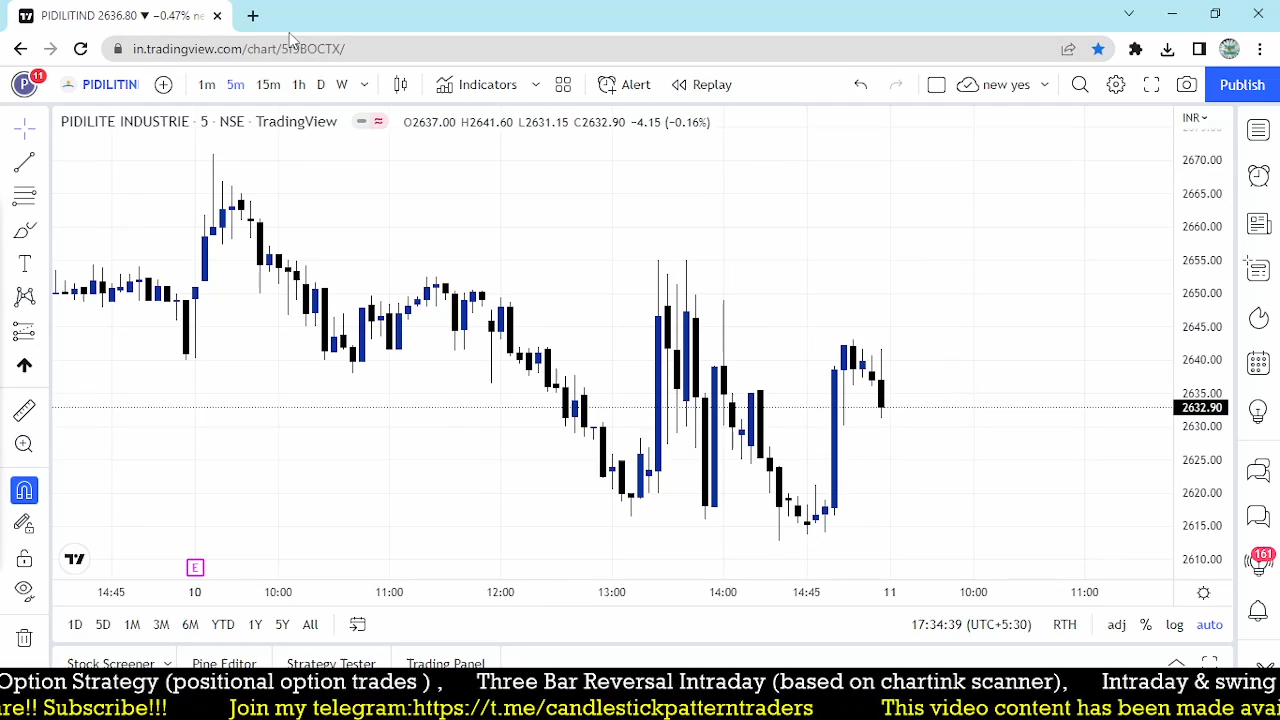 PIDILITIND 2636.80 ▼ −0.47% ne
in.tradingview.com/chart/5t9BOCTX/
P 11 PIDILITIN 1m 5m 15m 1h D W Indicators Alert Replay new yes Publish
PIDILITE INDUSTRIE · 5 · NSE · TradingView O2637.00 H2641.60 L2631.15 C2632.90 −4.15 (−0.16%)
INR
2670.00
2665.00
2660.00
2655.00
2650.00
2645.00
2640.00
2635.00
2632.90
2630.00
2625.00
2620.00
2615.00
2610.00
161
E
14:45 10 10:00 11:00 12:00 13:00 14:00 14:45 11 10:00 11:00
1D 5D 1M 3M 6M YTD 1Y 5Y All 17:34:39 (UTC+5:30) RTH adj % log auto
Stock Screener Pine Editor Strategy Tester Trading Panel
Option Strategy (positional option trades ) , Three Bar Reversal Intraday (based on chartink scanner), Intraday & swing
are!! Subscribe!!! Join my telegram:https://t.me/candlestickpatterntraders This video content has been made avai